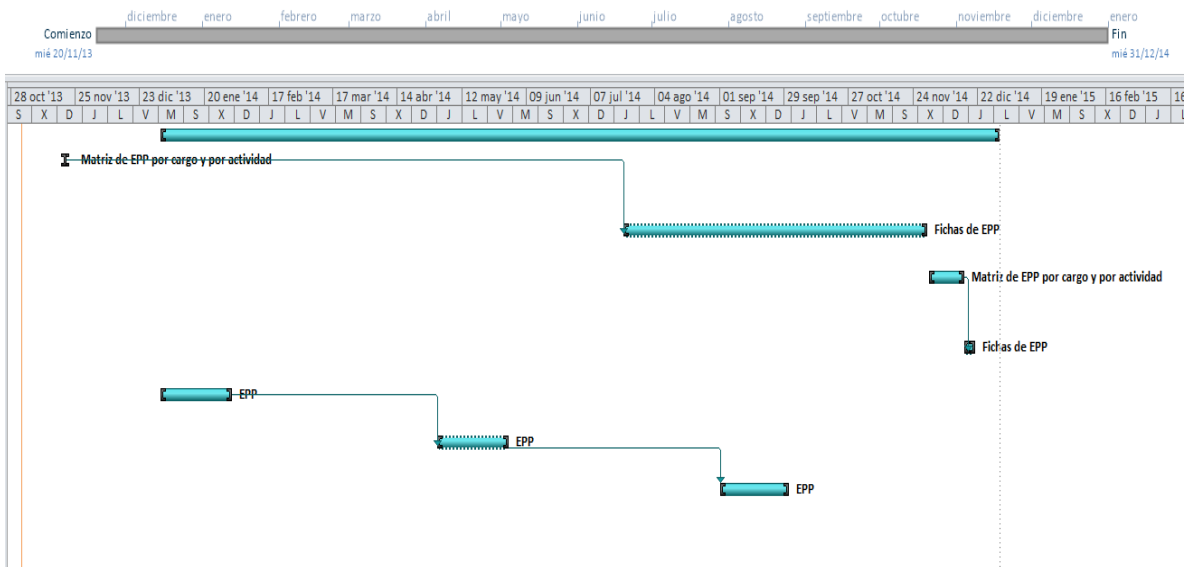 diciembre enero febrero marzo abril mayo junio julio agosto septiembre octubre noviembre diciembre enero
Comienzo Fin
mié 20/11/13 mié 31/12/14
28 oct '13 25 nov '13 23 dic '13 20 ene '14 17 feb '14 17 mar '14 14 abr '14 12 may '14 09 jun '14 07 jul '14 04 ago '14 01 sep '14 29 sep '14 27 oct '14 24 nov '14 22 dic '14 19 ene '15 16 feb '15 16
S X D J L V M S X D J L V M S X D J L V M S X D J L V M S X D J L V M S X D J L V M S X D J L
Matriz de EPP por cargo y por actividad
Fichas de EPP
Matriz de EPP por cargo y por actividad
Fichas de EPP
EPP
EPP
EPP